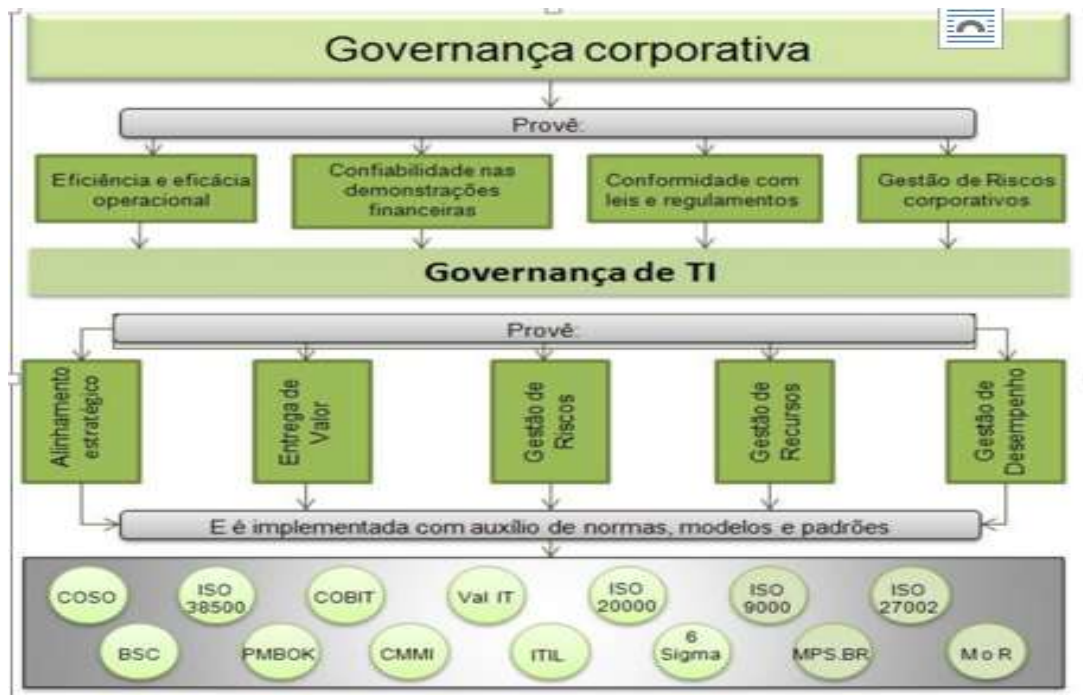 Governança corporativa
Provê:
Eficiência e eficácia
operacional
Confiabilidade nas
demonstrações
financeiras
Conformidade com
leis e regulamentos
Gestão de Riscos
corporativos
Governança de TI
Provê:
Alinhamento
estratégico
Entrega de
Valor
Gestão de
Riscos
Gestão de
Recursos
Gestão de
Desempenho
E é implementada com auxílio de normas, modelos e padrões
COSO
ISO
38500
COBIT
Val IT
ISO
20000
ISO
9000
ISO
27002
BSC
PMBOK
CMMI
ITIL
6
Sigma
MPS.BR
M o R